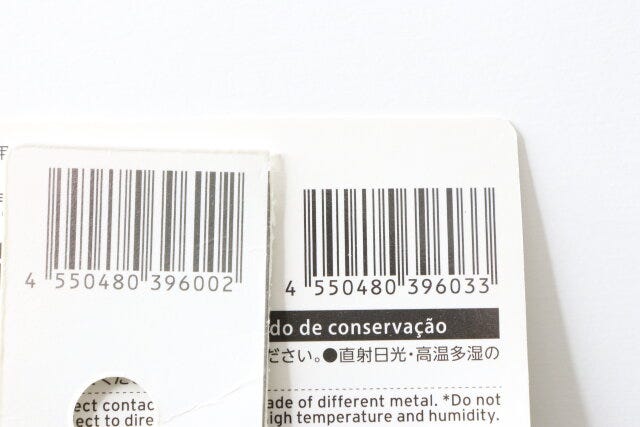 4 550480 396002
4 550480 396033
do de conservação
ださい。●直射日光・高温多湿の
ect contac
ect to dire
ade of different metal. *Do not
igh temperature and humidity.